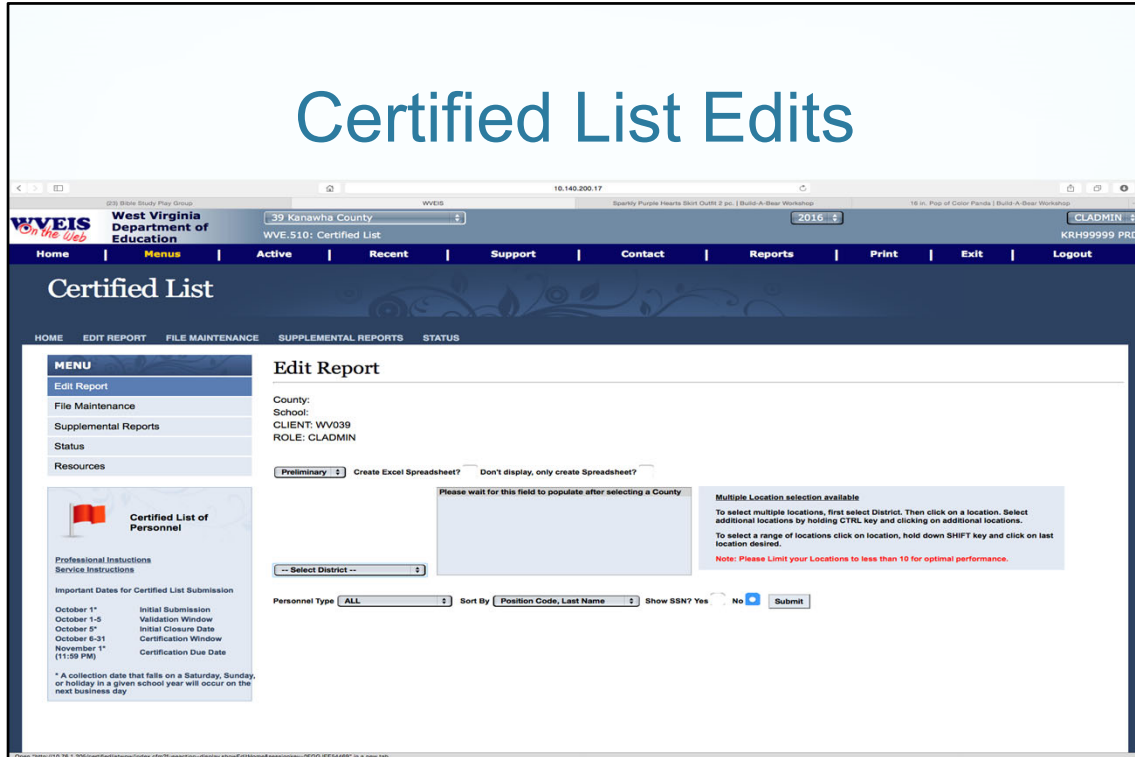 Certified List Edits
10.140.200.17
(23) Bible Study Play Group
WVEIS
Sparkly Purple Hearts Skirt Outfit 2 pc. | Build-A-Bear Workshop
16 in. Pop of Color Panda | Build-A-Bear Workshop
WVEIS
On the Web
West Virginia
Department of
Education
39 Kanawha County
2016
CLADMIN
WVE.510: Certified List
KRH99999 PRD
Home | Menus | Active | Recent | Support | Contact | Reports | Print | Exit | Logout
Certified List
HOME EDIT REPORT FILE MAINTENANCE SUPPLEMENTAL REPORTS STATUS
MENU
Edit Report
File Maintenance
Supplemental Reports
Status
Resources
Certified List of
Personnel
Professional Instuctions
Service Instructions
Important Dates for Certified List Submission
October 1* Initial Submission
October 1-5 Validation Window
October 5* Initial Closure Date
October 6-31 Certification Window
November 1*
(11:59 PM) Certification Due Date
* A collection date that falls on a Saturday, Sunday,
or holiday in a given school year will occur on the
next business day
Edit Report
County:
School:
CLIENT: WV039
ROLE: CLADMIN
Preliminary Create Excel Spreadsheet? Don't display, only create Spreadsheet?
-- Select District --
Please wait for this field to populate after selecting a County
Multiple Location selection available
To select multiple locations, first select District. Then click on a location. Select
additional locations by holding CTRL key and clicking on additional locations.
To select a range of locations click on location, hold down SHIFT key and click on last
location desired.
Note: Please Limit your Locations to less than 10 for optimal performance.
Personnel Type ALL Sort By Position Code, Last Name Show SSN? Yes No Submit